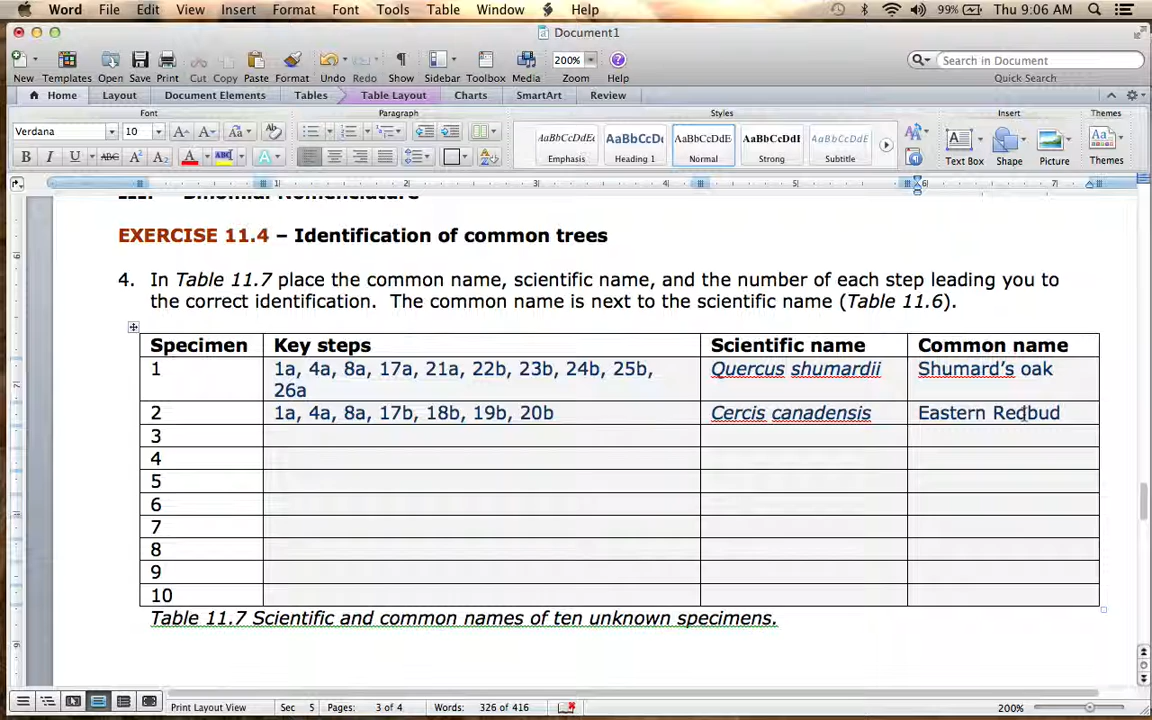 Word File Edit View Insert Format Font Tools Table Window Help 99% Thu 9:06 AM
Document1
200% Search in Document
New Templates Open Save Print Cut Copy Paste Format Undo Redo Show Sidebar Toolbox Media Zoom Help Quick Search
Home Layout Document Elements Tables Table Layout Charts SmartArt Review
Font Paragraph Styles Insert Themes
Verdana 10 AaBbCcDdEe AaBbCcDc AaBbCcDdE AaBbCcDdI AaBbCcDdE
Emphasis Heading 1 Normal Strong Subtitle Text Box Shape Picture Themes
III. Binomial Nomenclature
EXERCISE 11.4 – Identification of common trees
4. In Table 11.7 place the common name, scientific name, and the number of each step leading you to
the correct identification. The common name is next to the scientific name (Table 11.6).
Specimen Key steps Scientific name Common name
1 1a, 4a, 8a, 17a, 21a, 22b, 23b, 24b, 25b, Quercus shumardii Shumard's oak
26a
2 1a, 4a, 8a, 17b, 18b, 19b, 20b Cercis canadensis Eastern Redbud
3
4
5
6
7
8
9
10
Table 11.7 Scientific and common names of ten unknown specimens.
Print Layout View Sec 5 Pages: 3 of 4 Words: 326 of 416 200%